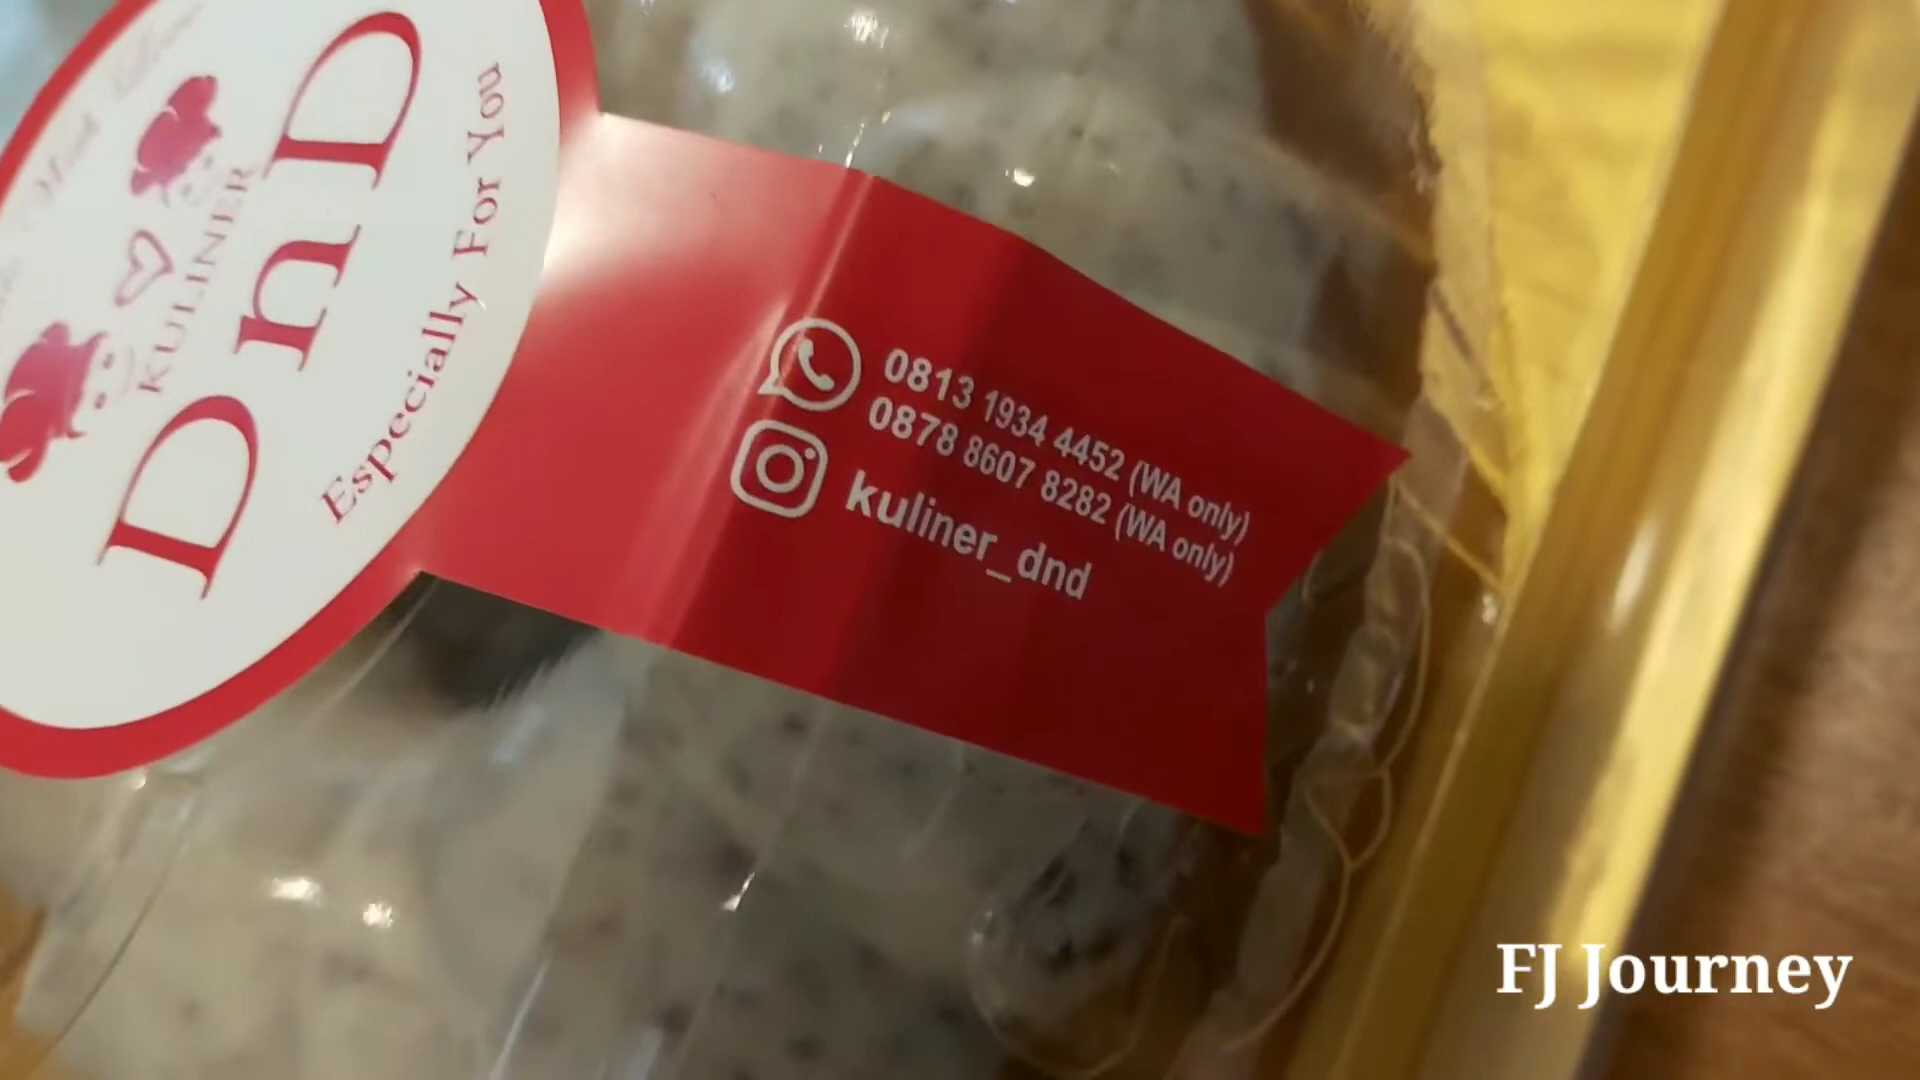 KULINER
DnD
Especially For You
0813 1934 4452 (WA only)
0878 8607 8282 (WA only)
kuliner_dnd
FJ Journey